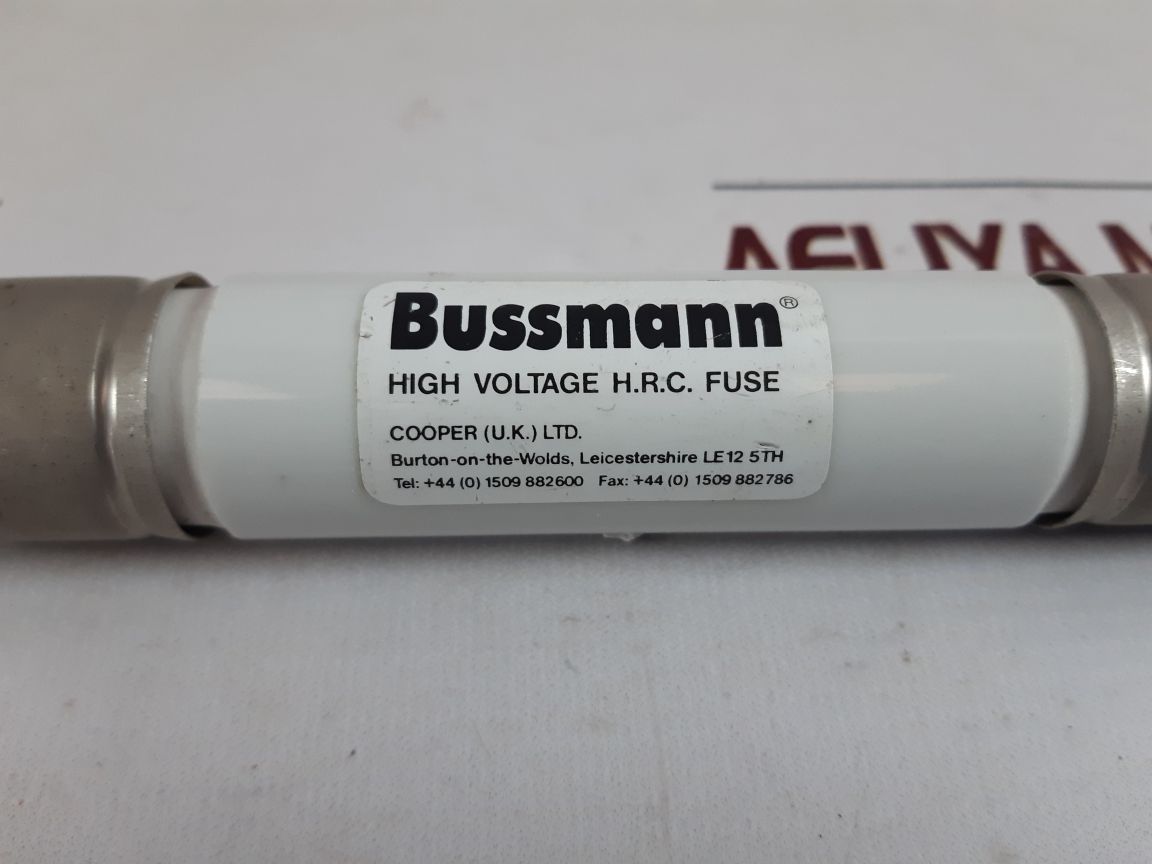 Bussmann®
HIGH VOLTAGE H.R.C. FUSE
COOPER (U.K.) LTD.
Burton-on-the-Wolds, Leicestershire LE12 5TH
Tel: +44 (0) 1509 882600 Fax: +44 (0) 1509 882786